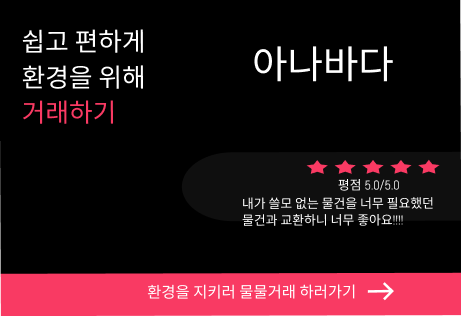 쉽고 편하게
환경을 위해
거래하기
아나바다
평점 5.0/5.0
내가 쓸모 없는 물건을 너무 필요했던
물건과 교환하니 너무 좋아요!!!!
환경을 지키러 물물거래 하러가기